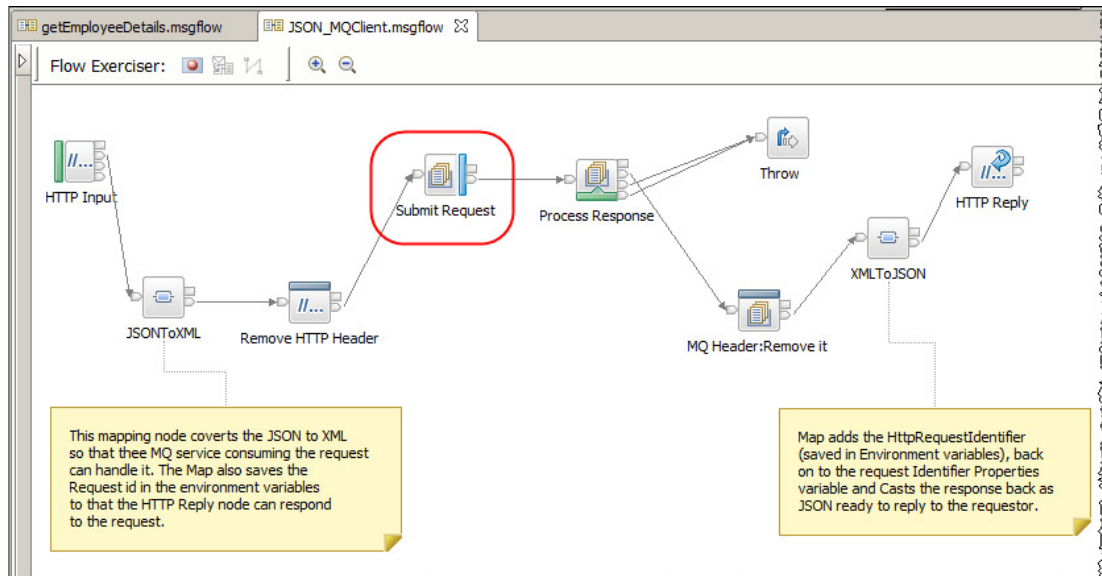 getEmployeeDetails.msgflow
JSON_MQClient.msgflow
Flow Exerciser:
HTTP Input
Submit Request
Process Response
Throw
HTTP Reply
JSONToXML
Remove HTTP Header
MQ Header:Remove it
XMLToJSON
This mapping node coverts the JSON to XML
so that thee MQ service consuming the request
can handle it. The Map also saves the
Request id in the environment variables
to that the HTTP Reply node can respond
to the request.
Map adds the HttpRequestIdentifier
(saved in Environment variables), back
on to the request Identifier Properties
variable and Casts the response back as
JSON ready to reply to the requestor.